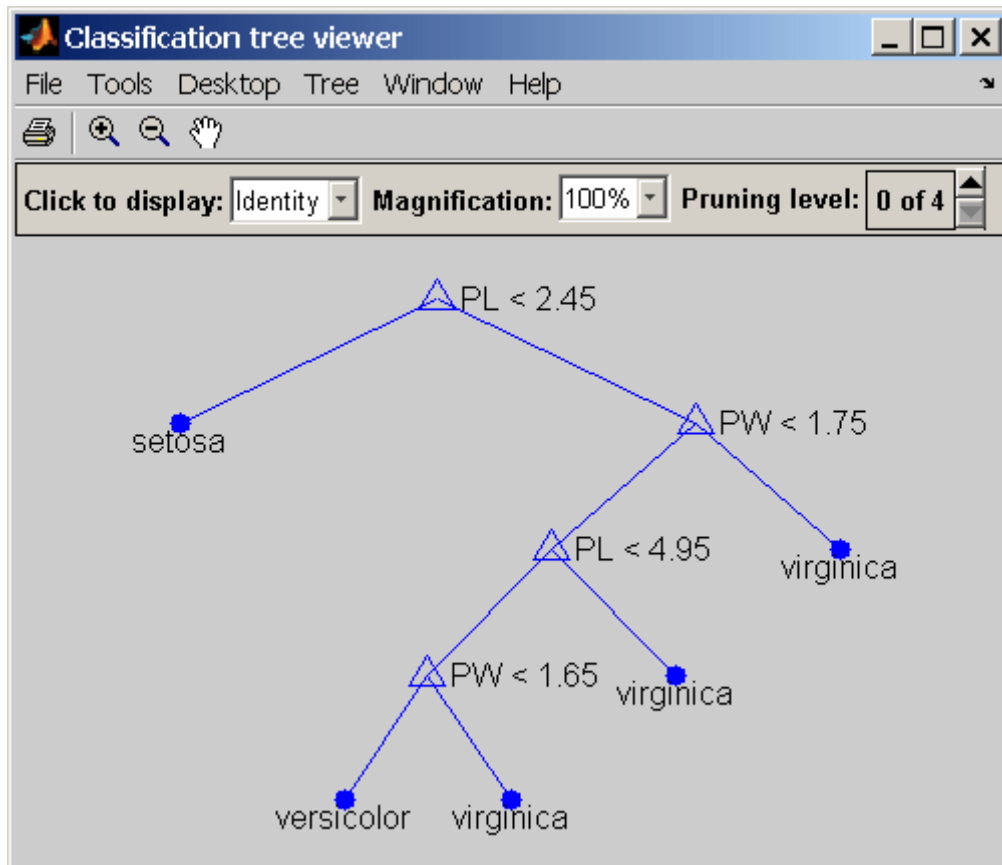 Classification tree viewer
File Tools Desktop Tree Window Help
Click to display: Identity Magnification: 100% Pruning level: 0 of 4
PL < 2.45
setosa
PW < 1.75
PL < 4.95
virginica
PW < 1.65
virginica
versicolor virginica